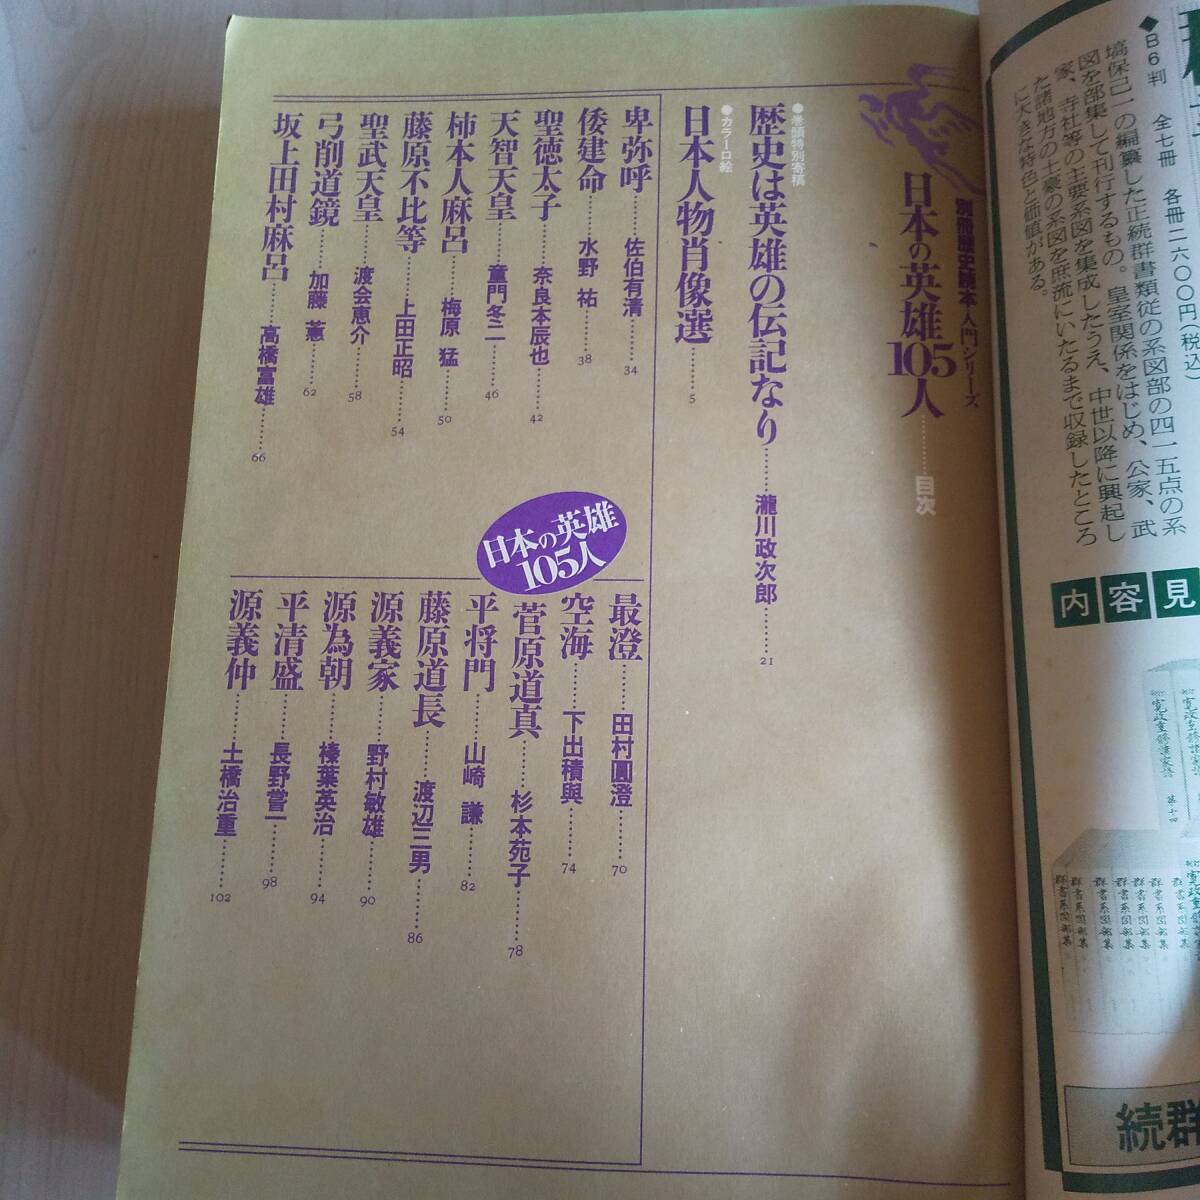 ◆B6判　全七冊　各冊二六〇〇円(税込)
塙保己一の編纂した正続群書類従の系図部の四一五点の系
図を部集して刊行するもの。皇室関係をはじめ、公家、武
家、寺社等の主要系図を集成したうえ、中世以降に興起し
た諸地方の土豪の系図を庶流にいたるまで収録したところ
に大きな特色と価値がある。
内容見
続群
別冊歴史読本入門シリーズ
日本の英雄105人………目次
●巻頭特別寄稿
歴史は英雄の伝記なり……瀧川政次郎……21
●カラー口絵
日本人物肖像選……5
卑弥呼……佐伯有清……34
倭建命……水野 祐……38
聖徳太子……奈良本辰也……42
天智天皇……童門冬二……46
柿本人麻呂……梅原 猛……50
藤原不比等……上田正昭……54
聖武天皇……渡会恵介……58
弓削道鏡……加藤 蕙……62
坂上田村麻呂……高橋富雄……66
日本の英雄
105人
最澄……田村圓澄……70
空海……下出積與……74
菅原道真……杉本苑子……78
平将門……山崎 謙……82
藤原道長……渡辺三男……86
源義家……野村敏雄……90
源為朝……榛葉英治……94
平清盛……長野嘗一……98
源義仲……土橋治重……102